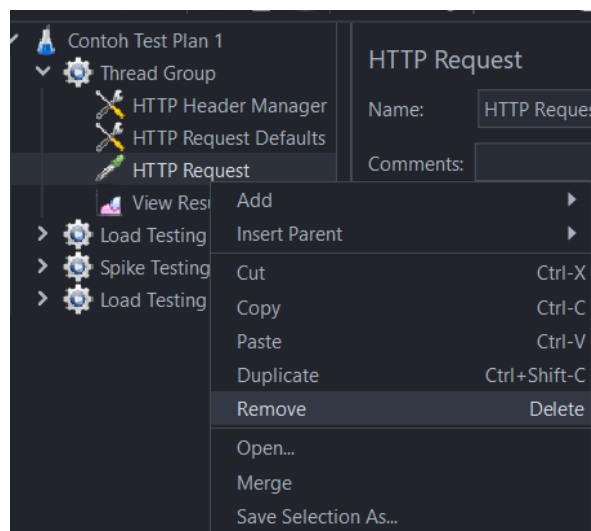 Contoh Test Plan 1
Thread Group
HTTP Header Manager
HTTP Request Defaults
HTTP Request
View
Load Testing
Spike Testing
Load Testing
HTTP Request
Name: HTTP
Comments:
Add
Insert Parent
Cut Ctrl-X
Copy Ctrl-C
Paste Ctrl-V
Duplicate Ctrl+Shift-C
Remove Delete
Open...
Merge
Save Selection As...